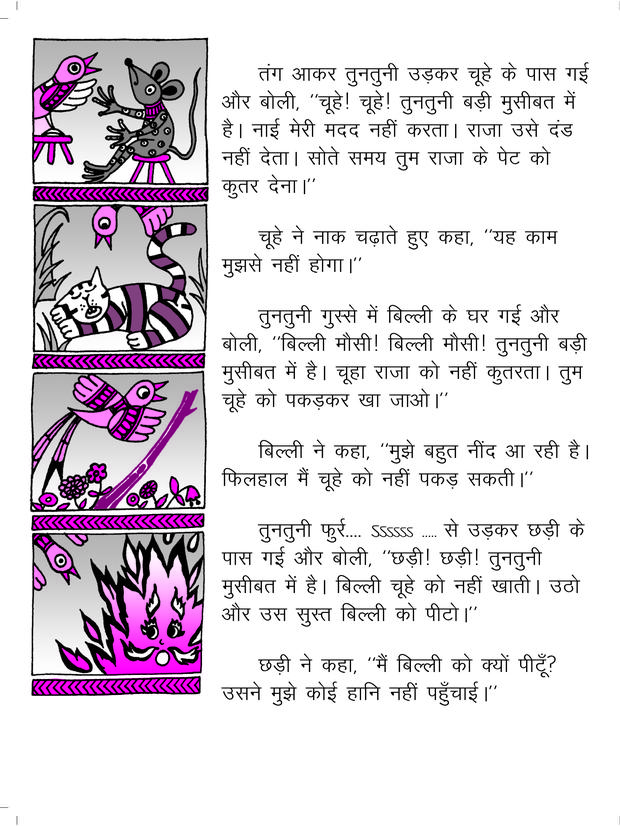 तंग आकर तुनतुनी उड़कर चूहे के पास गई
और बोली, ‘‘चूहे! चूहे! तुनतुनी बड़ी मुसीबत में
है। नाई मेरी मदद नहीं करता। राजा उसे दंड
नहीं देता। सोते समय तुम राजा के पेट को
कुतर देना।’’
चूहे ने नाक चढ़ाते हुए कहा, ‘‘यह काम
मुझसे नहीं होगा।’’
तुनतुनी गुस्से में बिल्ली के घर गई और
बोली, ‘‘बिल्ली मौसी! बिल्ली मौसी! तुनतुनी बड़ी
मुसीबत में है। चूहा राजा को नहीं कुतरता। तुम
चूहे को पकड़कर खा जाओ।’’
बिल्ली ने कहा, ‘‘मुझे बहुत नींद आ रही है।
फिलहाल मैं चूहे को नहीं पकड़ सकती।’’
तुनतुनी फुर्र.... ऽऽऽऽऽऽ ..... से उड़कर छड़ी के
पास गई और बोली, ‘‘छड़ी! छड़ी! तुनतुनी
मुसीबत में है। बिल्ली चूहे को नहीं खाती। उठो
और उस सुस्त बिल्ली को पीटो।’’
छड़ी ने कहा, ‘‘मैं बिल्ली को क्यों पीटूँ?
उसने मुझे कोई हानि नहीं पहुँचाई।’’